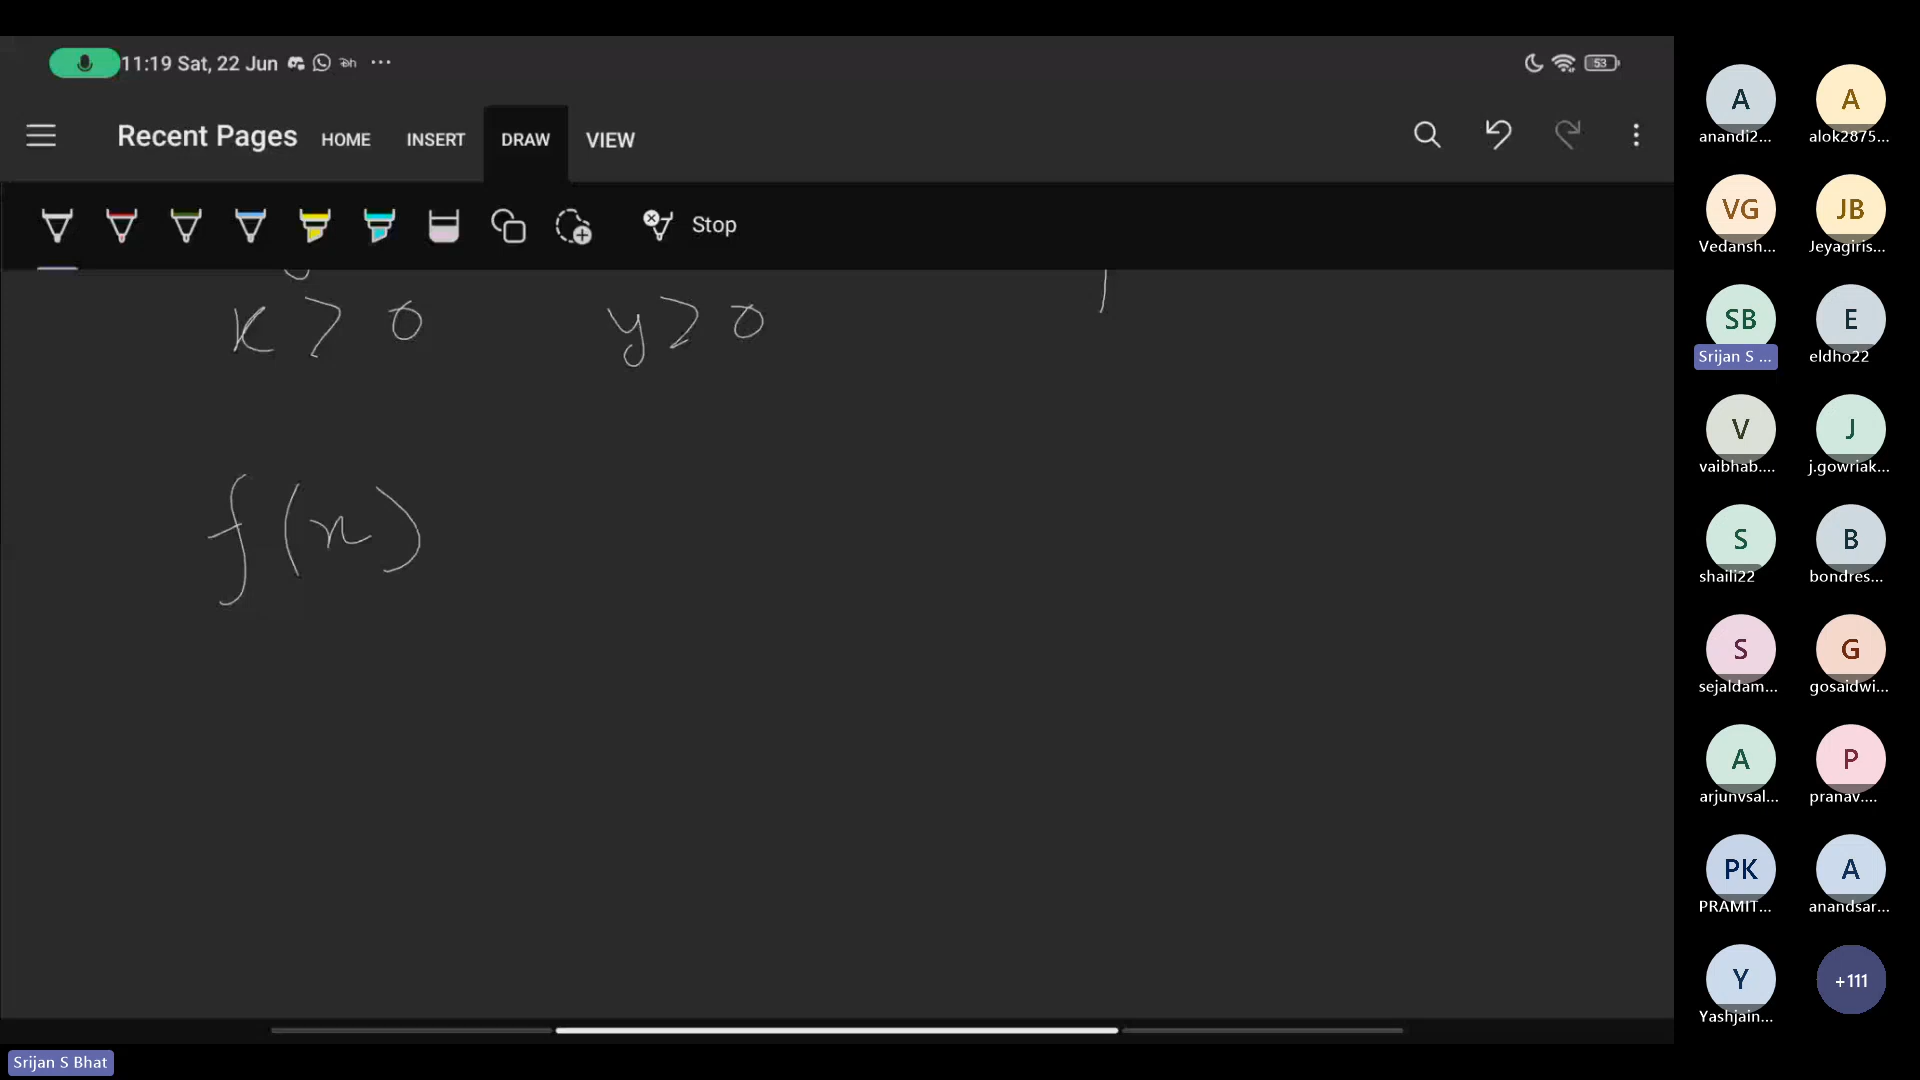 11:19 Sat, 22 Jun
53
Recent Pages HOME INSERT DRAW VIEW
Stop
x > 0 y > 0
f(x)
A A
anandi2... alok2875...
VG JB
Vedansh... Jeyagiris...
SB E
Srijan S ... eldho22
V J
vaibhab.... j.gowriak...
S B
shaili22 bondres...
S G
sejaldam... gosaidwi...
A P
arjunvsal... pranav....
PK A
PRAMIT... anandsar...
Y +111
Yashjain...
Srijan S Bhat